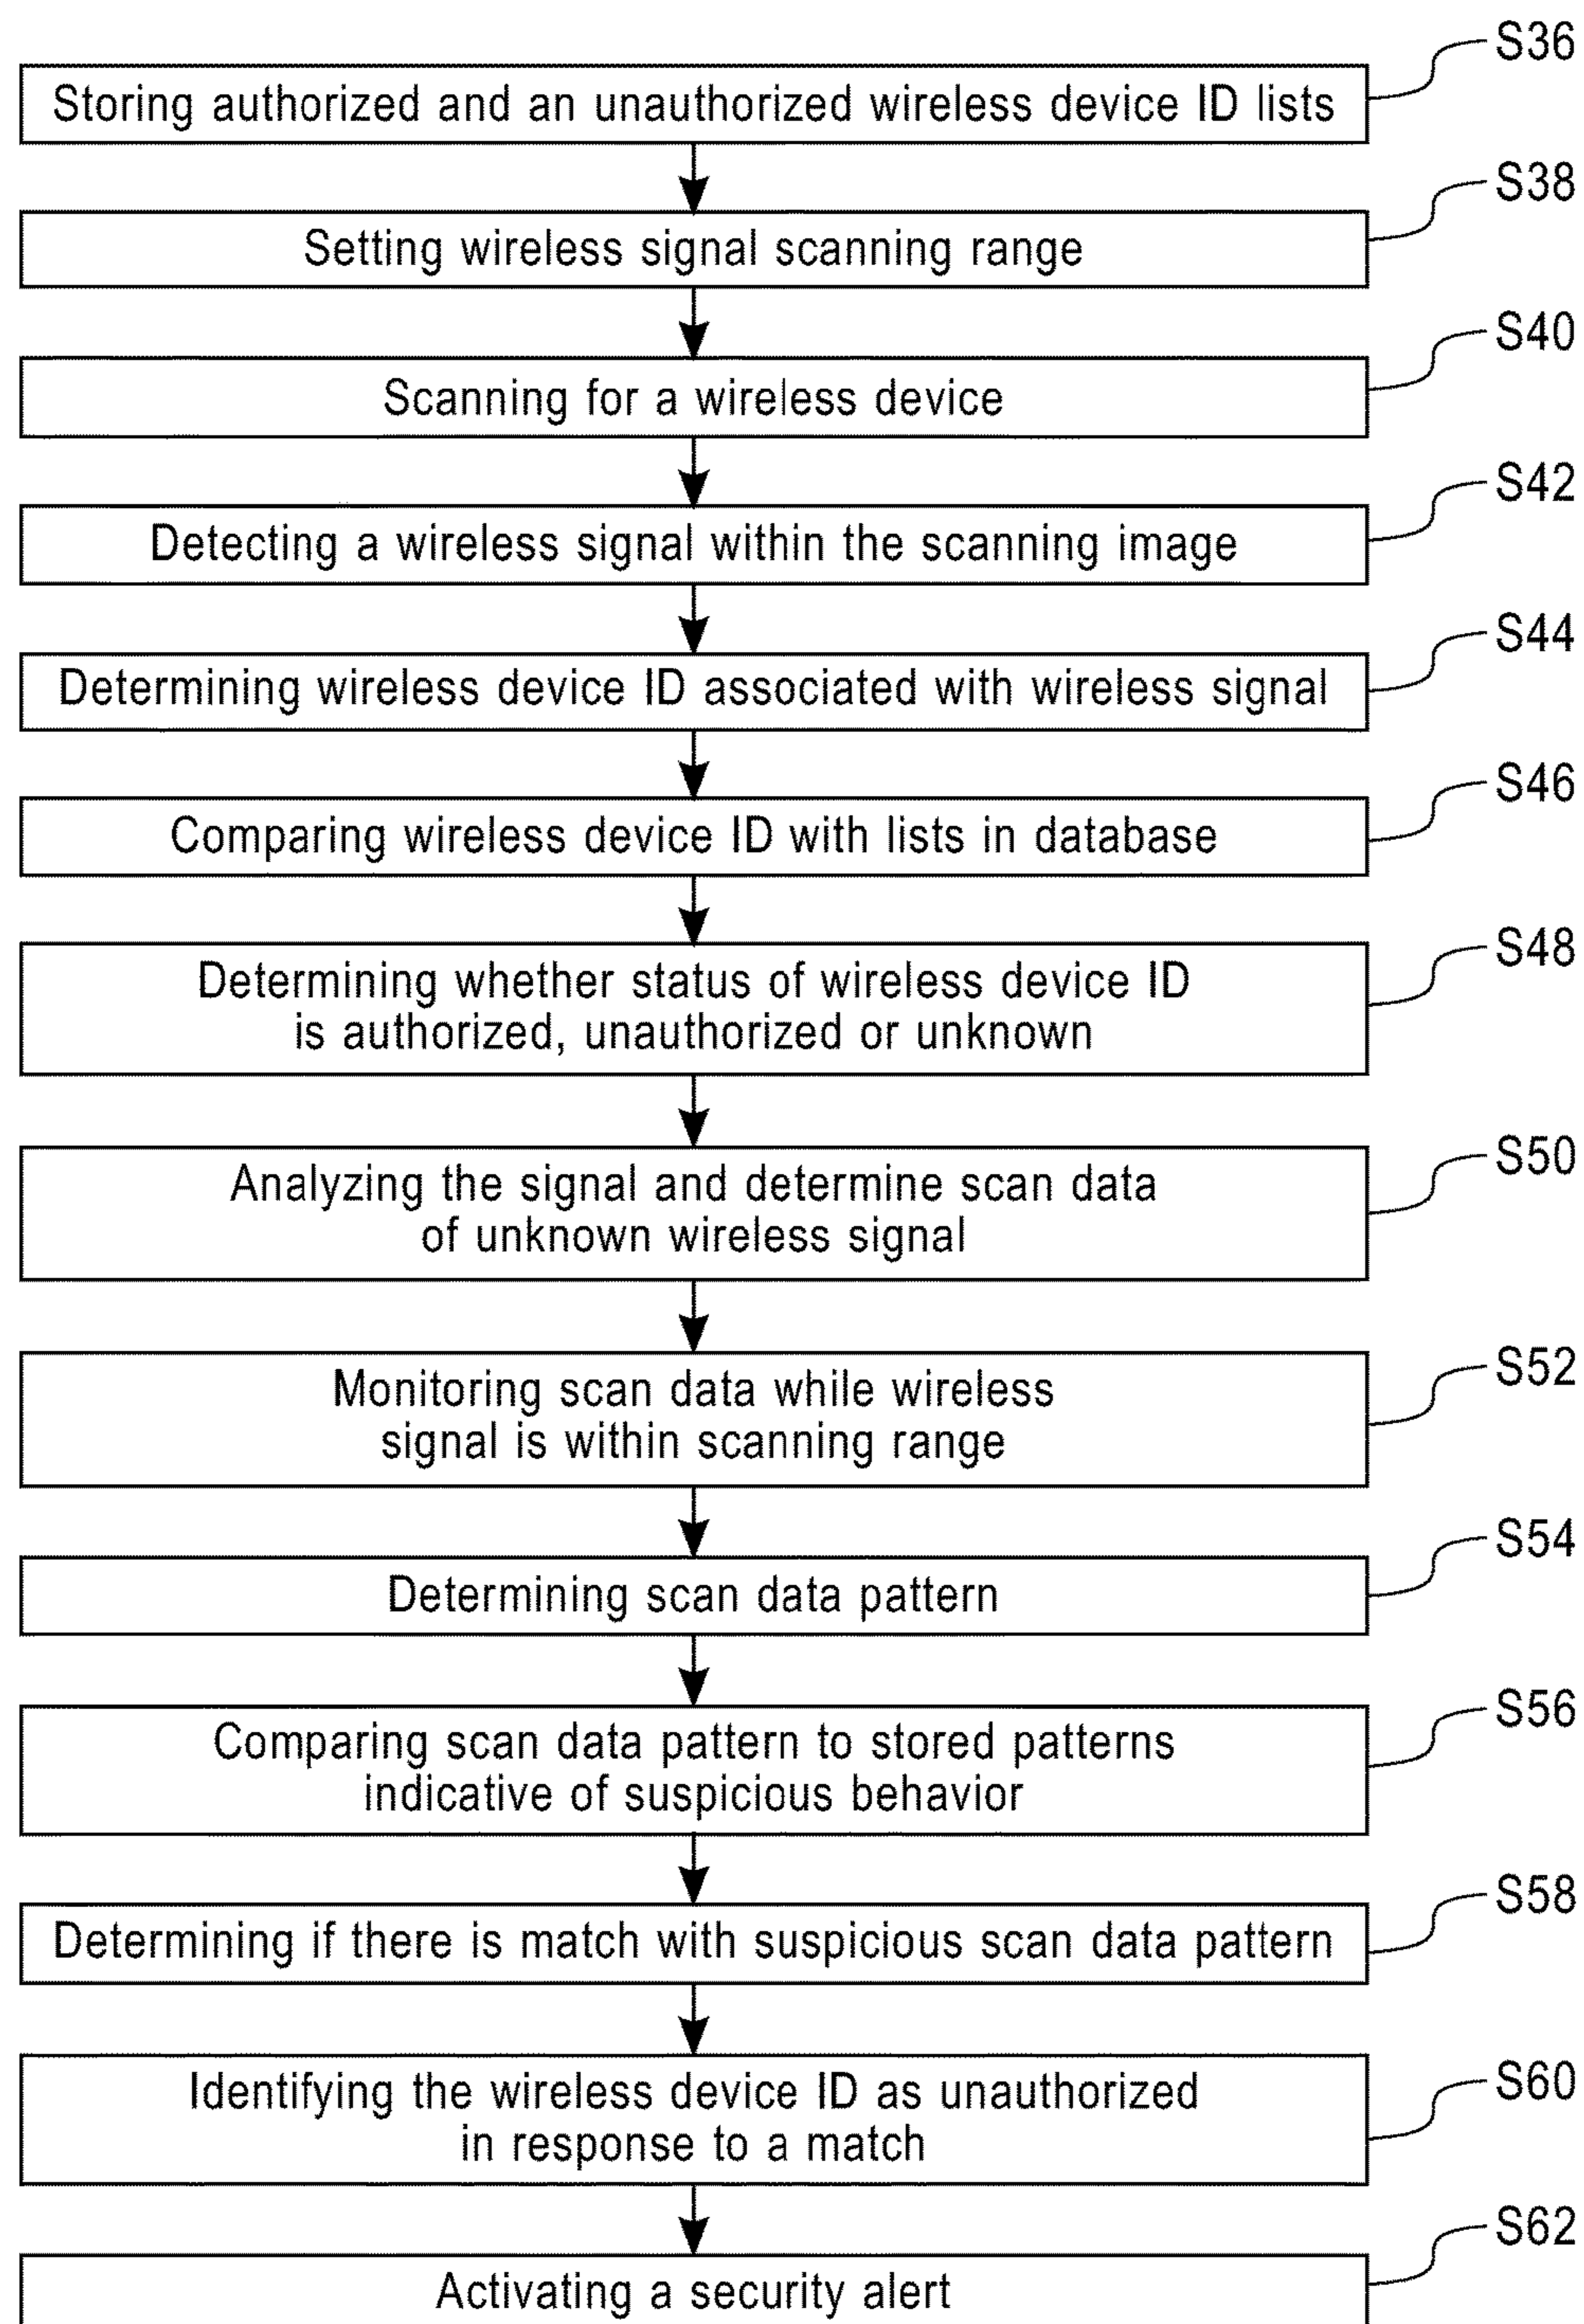 S36
Storing authorized and an unauthorized wireless device ID lists
S38
Setting wireless signal scanning range
S40
Scanning for a wireless device
S42
Detecting a wireless signal within the scanning image
S44
Determining wireless device ID associated with wireless signal
S46
Comparing wireless device ID with lists in database
S48
Determining whether status of wireless device ID
is authorized, unauthorized or unknown
S50
Analyzing the signal and determine scan data
of unknown wireless signal
S52
Monitoring scan data while wireless
signal is within scanning range
S54
Determining scan data pattern
S56
Comparing scan data pattern to stored patterns
indicative of suspicious behavior
S58
Determining if there is match with suspicious scan data pattern
S60
Identifying the wireless device ID as unauthorized
in response to a match
S62
Activating a security alert